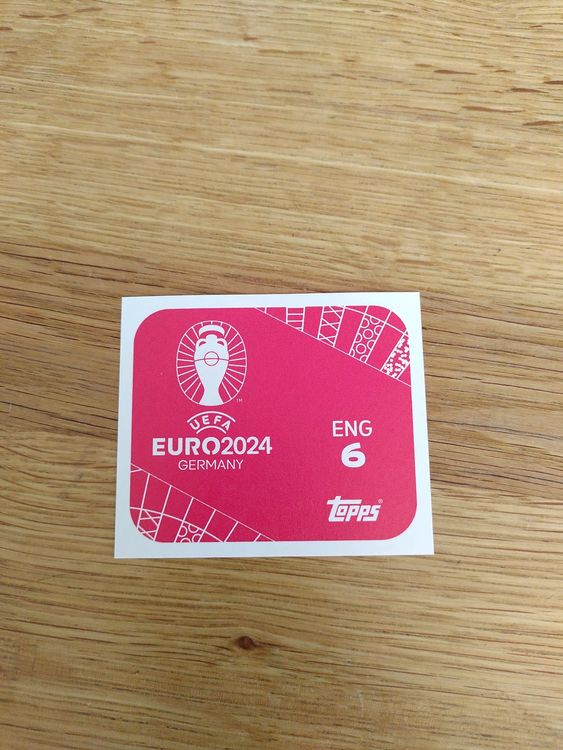 UEFA
EURO2024
GERMANY
ENG
6
topps